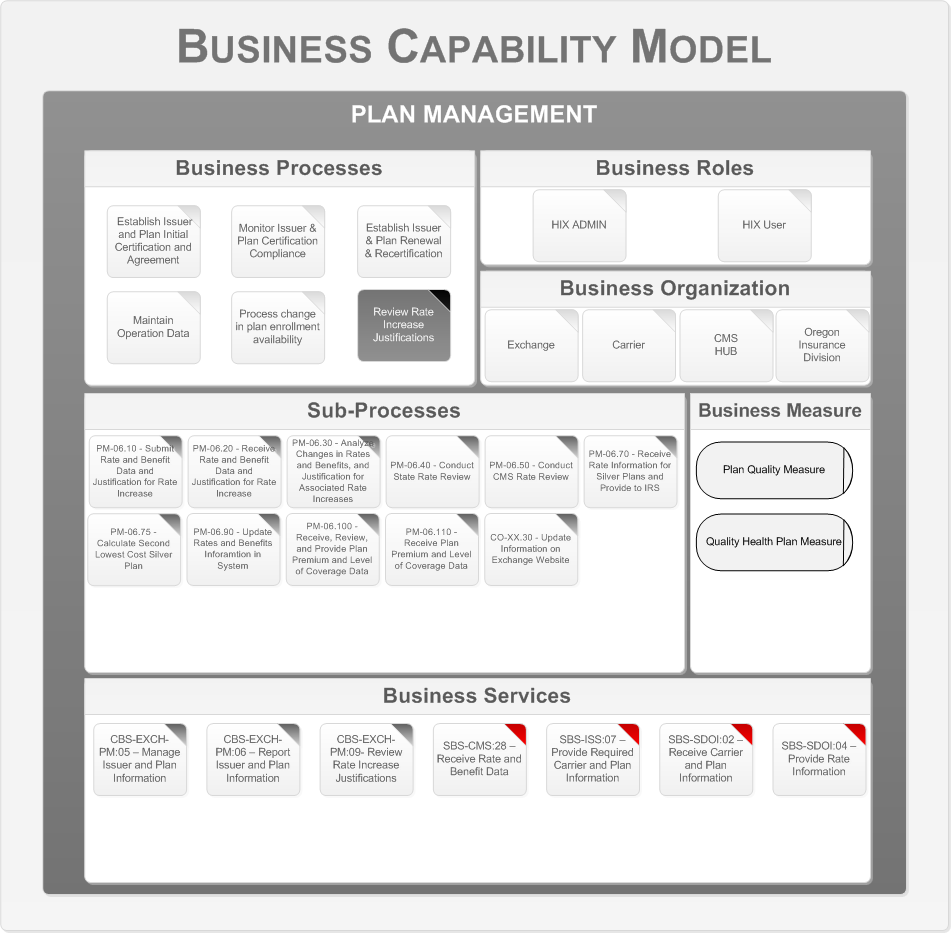 BUSINESS CAPABILITY MODEL
PLAN MANAGEMENT
Business Processes
Establish Issuer
and Plan Initial
Certification and
Agreement
Monitor Issuer &
Plan Certification
Compliance
Establish Issuer
& Plan Renewal
& Recertification
Maintain
Operation Data
Process change
in plan enrollment
availability
Review Rate
Increase
Justifications
Business Roles
HIX ADMIN
HIX User
Business Organization
Exchange
Carrier
CMS
HUB
Oregon
Insurance
Division
Sub-Processes
PM-06.10 - Submit
Rate and Benefit
Data and
Justification for Rate
Increase
PM-06.20 - Receive
Rate and Benefit
Data and
Justification for Rate
Increase
PM-06.30 - Analyze
Changes in Rates
and Benefits, and
Justification for
Associated Rate
Increases
PM-06.40 - Conduct
State Rate Review
PM-06.50 - Conduct
CMS Rate Review
PM-06.70 - Receive
Rate Information for
Silver Plans and
Provide to IRS
PM-06.75 -
Calculate Second
Lowest Cost Silver
Plan
PM-06.90 - Update
Rates and Benefits
Inforamtion in
System
PM-06.100 -
Receive, Review,
and Provide Plan
Premium and Level
of Coverage Data
PM-06.110 -
Receive Plan
Premium and Level
of Coverage Data
CO-XX.30 - Update
Information on
Exchange Website
Business Measure
Plan Quality Measure
Quality Health Plan Measure
Business Services
CBS-EXCH-
PM:05 – Manage
Issuer and Plan
Information
CBS-EXCH-
PM:06 – Report
Issuer and Plan
Information
CBS-EXCH-
PM:09- Review
Rate Increase
Justifications
SBS-CMS:28 –
Receive Rate and
Benefit Data
SBS-ISS:07 –
Provide Required
Carrier and Plan
Information
SBS-SDOI:02 –
Receive Carrier
and Plan
Information
SBS-SDOI:04 –
Provide Rate
Information